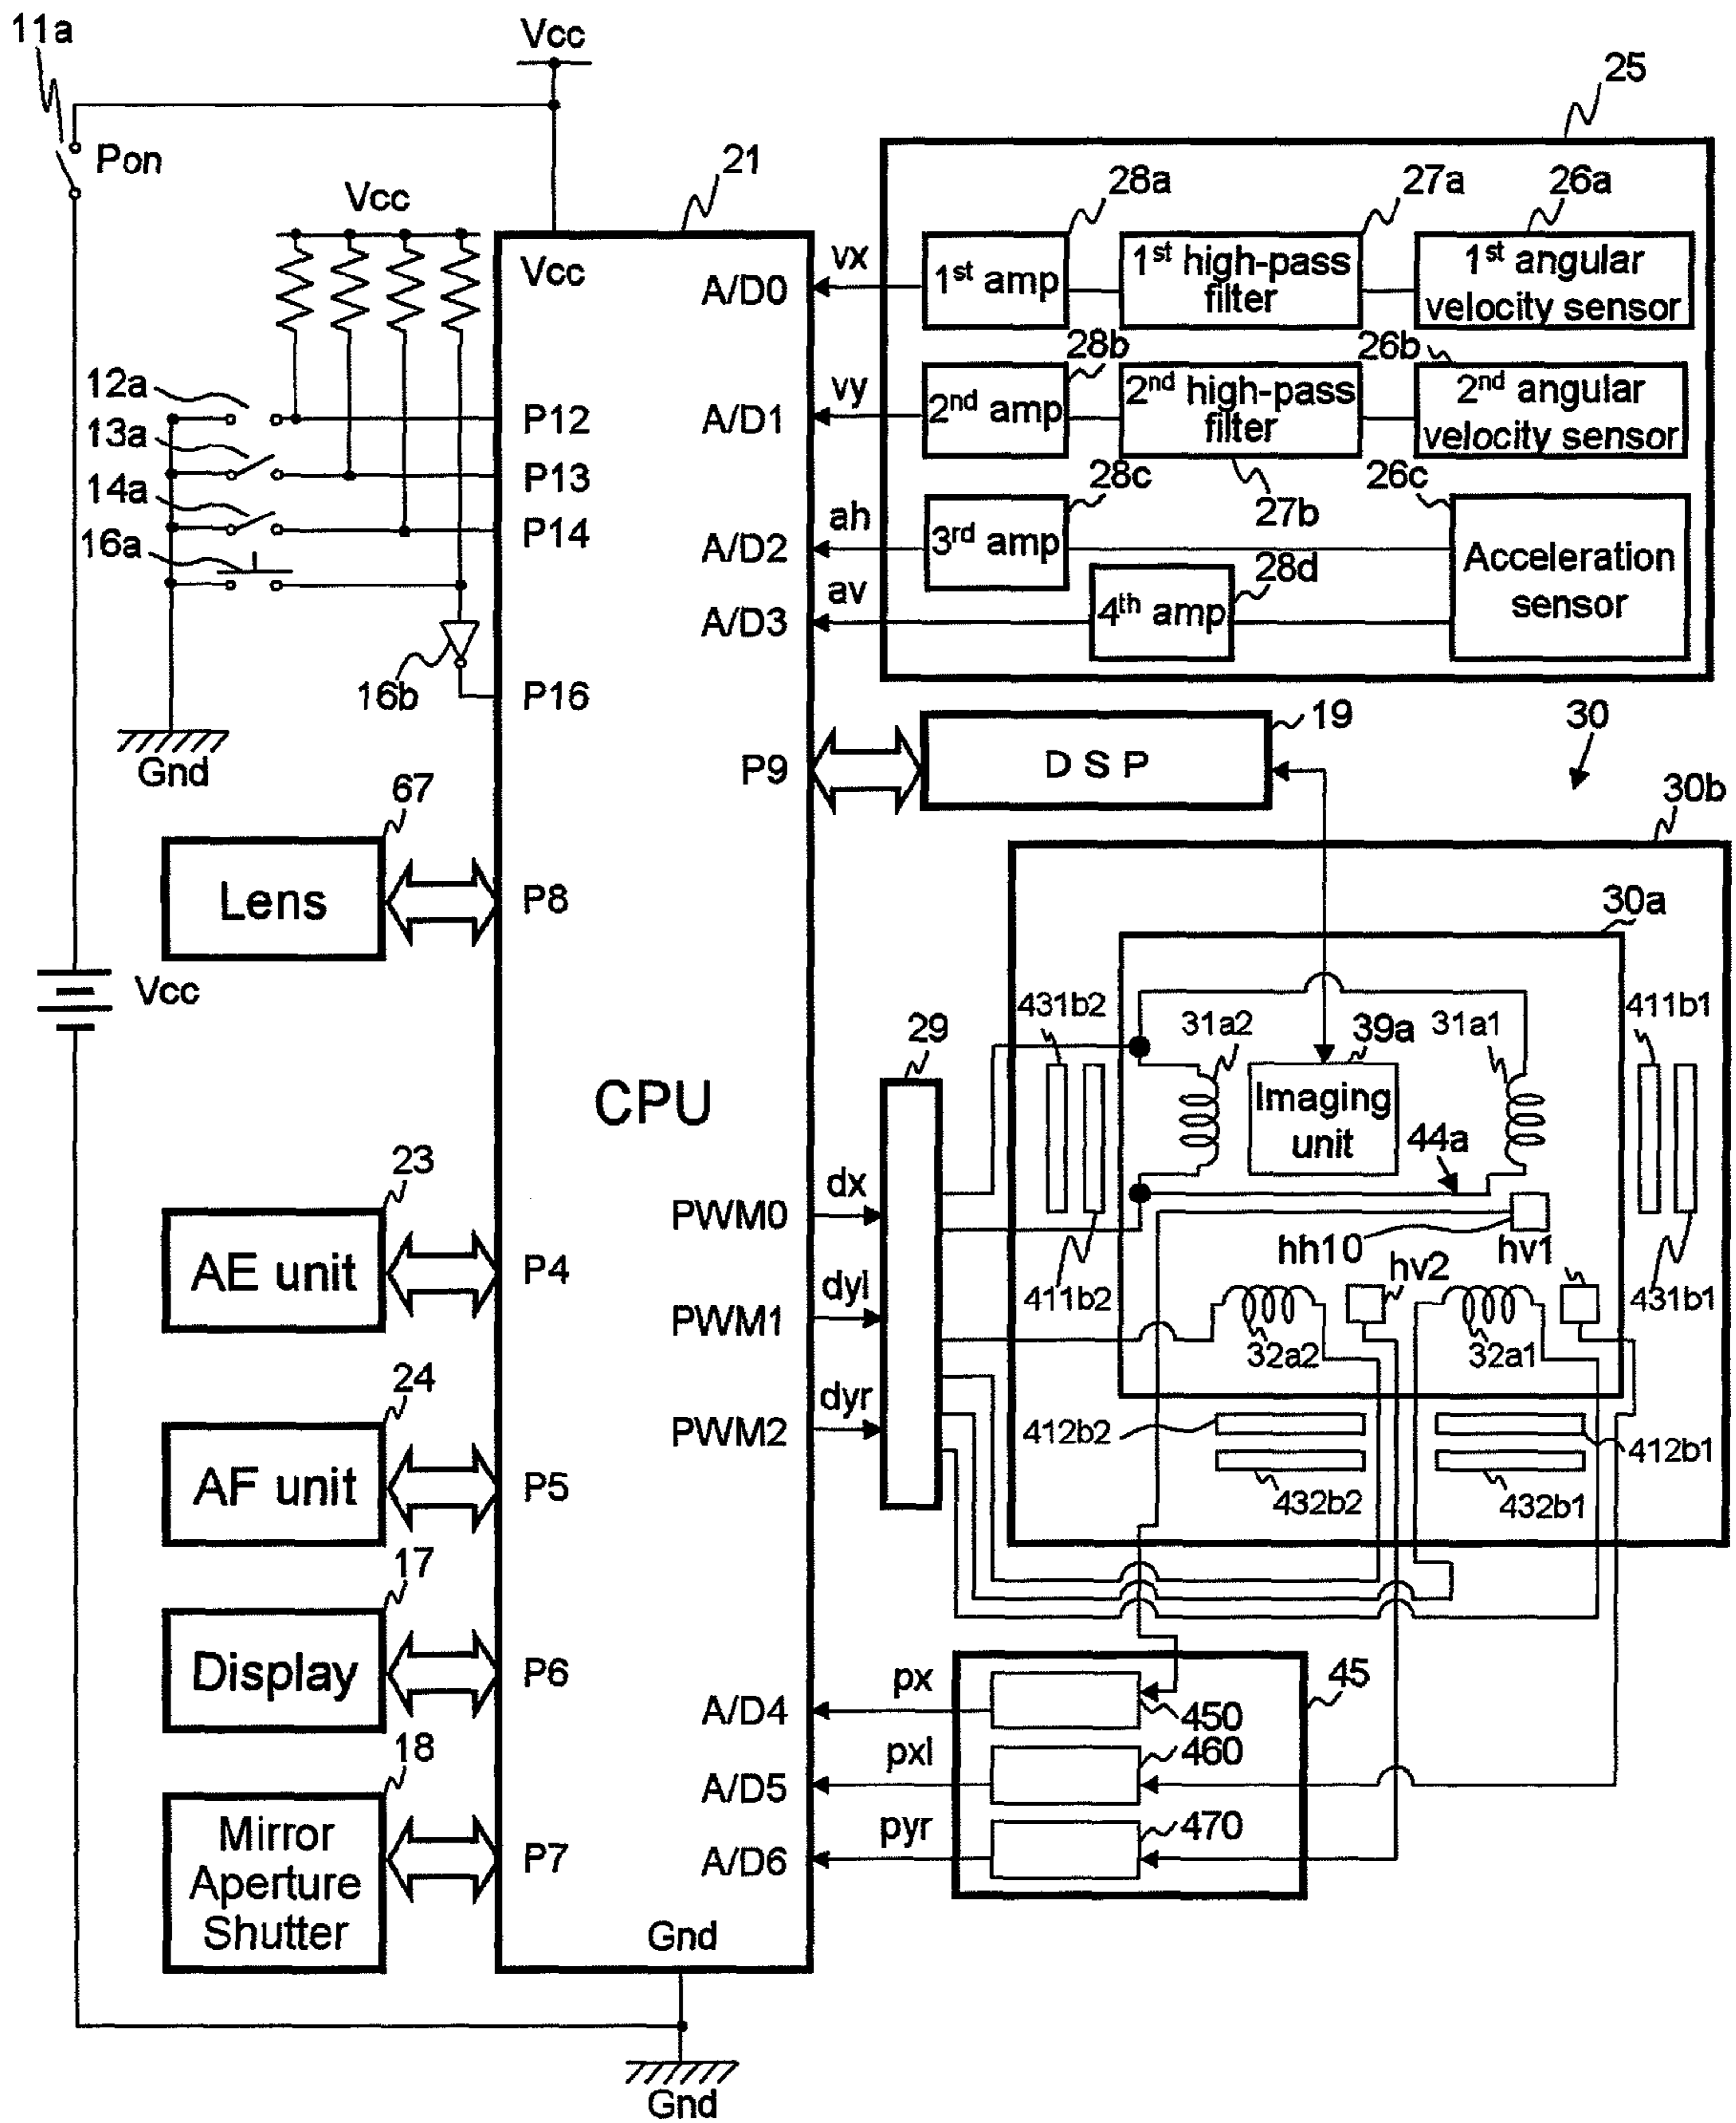 11a
Vcc
Pon
21
25
Vcc
28a
27a
26a
Vcc
A/D0
vx
1st amp
1st high-pass filter
1st angular velocity sensor
28b
26b
12a
P12
A/D1
vy
2nd amp
2nd high-pass filter
2nd angular velocity sensor
13a
P13
28c
27b
26c
14a
P14
A/D2
ah
3rd amp
Acceleration sensor
16a
28d
A/D3
av
4th amp
16b
P16
Gnd
P9
DSP
19
30
30b
67
Lens
P8
30a
Vcc
29
431b2
31a2
39a
31a1
411b1
CPU
Imaging unit
44a
23
AE unit
P4
PWM0
dx
hh10
hv1
hv2
411b2
431b1
PWM1
dyl
32a2
32a1
24
AF unit
P5
PWM2
dyr
412b2
412b1
432b2
432b1
17
Display
P6
45
A/D4
px
450
18
Mirror
Aperture
Shutter
P7
A/D5
pxl
460
A/D6
pyr
470
Gnd
Gnd